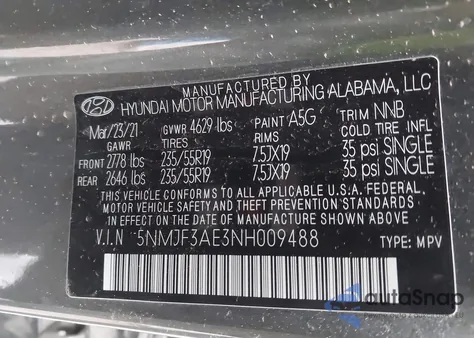 MANUFACTURED BY
HYUNDAI MOTOR MANUFACTURING ALABAMA, LLC
Mar/23/21 GVWR 4629 lbs PAINT A5G TRIM NNB
GAWR TIRES RIMS COLD TIRE INFL
FRONT 2778 lbs 235/55R19 7.5JX19 35 psi SINGLE
REAR 2646 lbs 235/55R19 7.5JX19 35 psi SINGLE
THIS VEHICLE CONFORMS TO ALL APPLICABLE U.S.A. FEDERAL
MOTOR VEHICLE SAFETY AND THEFT PREVENTION STANDARDS
IN EFFECT ON THE DATE OF MANUFACTURE SHOWN ABOVE
V.I.N 5NMJF3AE3NH009488 TYPE: MPV
autaSnap